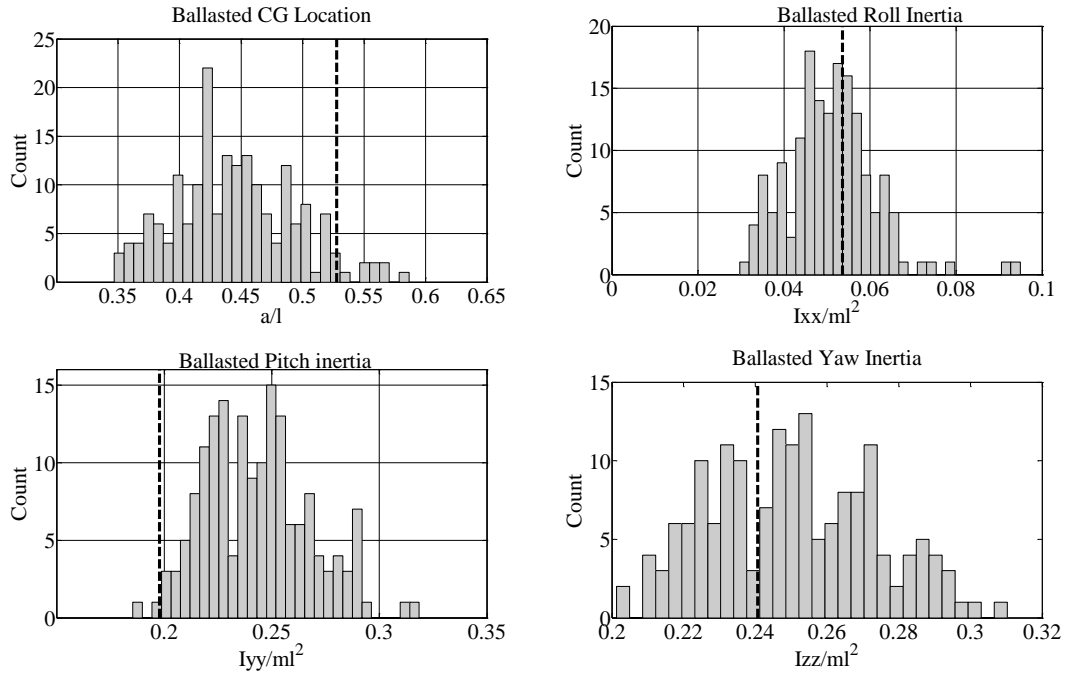 Ballasted CG Location
25
20
15
10
5
0
Count
0.35 0.4 0.45 0.5 0.55 0.6 0.65
a/l
Ballasted Roll Inertia
20
15
10
5
0
Count
0 0.02 0.04 0.06 0.08 0.1
Ixx/ml²
Ballasted Pitch inertia
15
10
5
0
Count
0.2 0.25 0.3 0.35
Iyy/ml²
Ballasted Yaw Inertia
15
10
5
0
Count
0.2 0.22 0.24 0.26 0.28 0.3 0.32
Izz/ml²